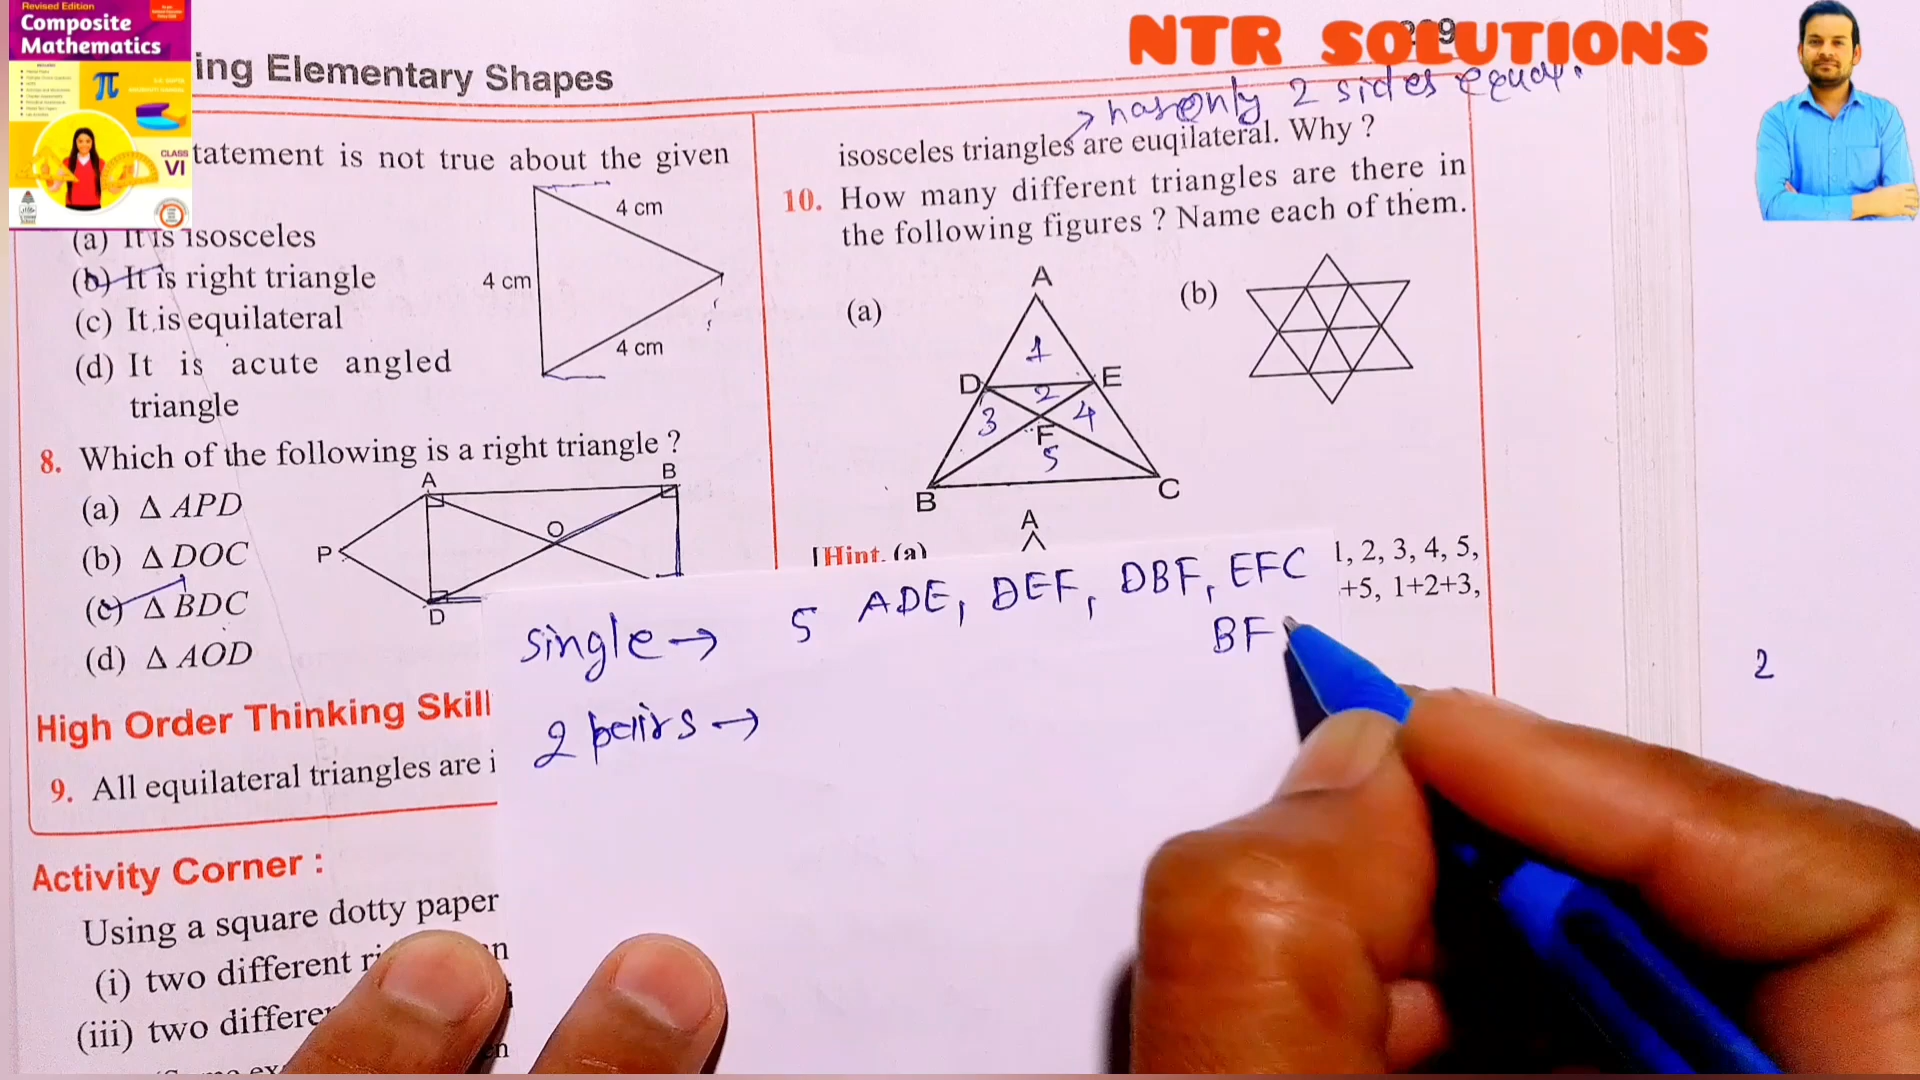 Revised Edition
Composite
Mathematics
CLASS
VI
NTR SOLUTIONS
ing Elementary Shapes
has only 2 sides equal.
tatement is not true about the given
(a) It is isosceles
(b) It is right triangle
(c) It is equilateral
(d) It is acute angled
triangle
4 cm
4 cm
4 cm
8. Which of the following is a right triangle ?
(a) Δ APD
(b) Δ DOC
(c) Δ BDC
(d) Δ AOD
A
B
O
P
D
High Order Thinking Skill
9. All equilateral triangles are i
Activity Corner :
Using a square dotty paper
(i) two different ri
(iii) two differe
isosceles triangles are euqilateral. Why ?
10. How many different triangles are there in
the following figures ? Name each of them.
(a)
(b)
A
1
D
E
2
3
4
F
5
B
C
A
[Hint. (a)
1, 2, 3, 4, 5,
+5, 1+2+3,
single → 5 ADE, DEF, DBF, EFC
BF
2 pairs →
2